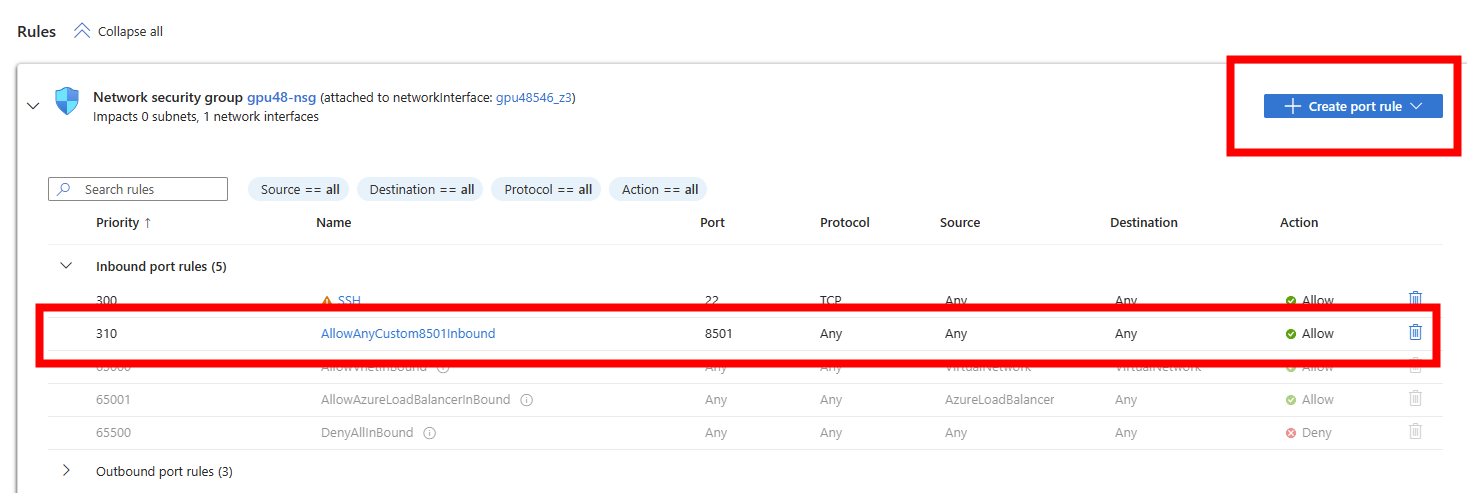 Rules Collapse all
Network security group gpu48-nsg (attached to networkInterface: gpu48546_z3)
Impacts 0 subnets, 1 network interfaces
Create port rule
Search rules Source == all Destination == all Protocol == all Action == all
Priority ↑ Name Port Protocol Source Destination Action
Inbound port rules (5)
300 SSH 22 TCP Any Any Allow
310 AllowAnyCustom8501Inbound 8501 Any Any Any Allow
65000 AllowVnetInBound Any Any VirtualNetwork VirtualNetwork Allow
65001 AllowAzureLoadBalancerInBound Any Any AzureLoadBalancer Any Allow
65500 DenyAllInBound Any Any Any Any Deny
Outbound port rules (3)